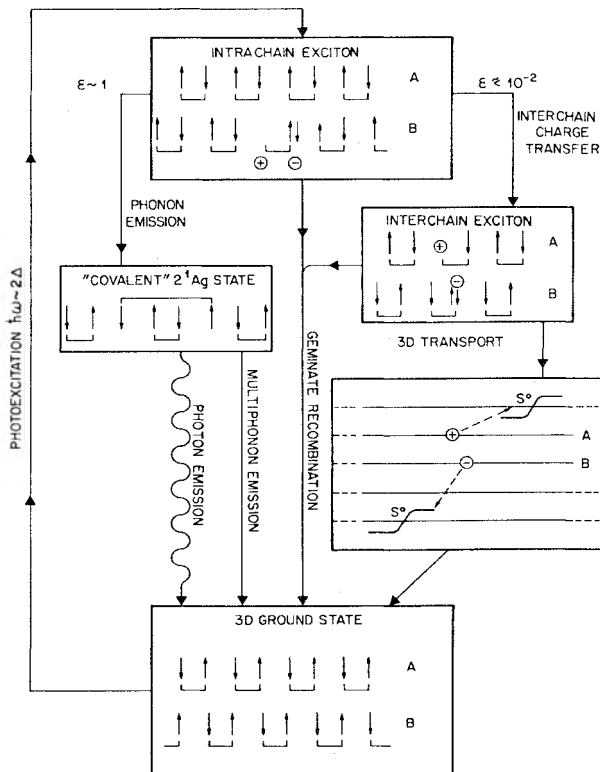 INTRACHAIN EXCITON
A
B
⊕ ⊖
ε~1
ε ≲ 10⁻²
INTERCHAIN
CHARGE
TRANSFER
PHONON
EMISSION
INTERCHAIN EXCITON
A
⊕
⊖
B
"COVALENT" 2¹Ag STATE
3D TRANSPORT
PHOTOEXCITATION ħω~2Δ
PHOTON EMISSION
MULTIPHONON EMISSION
GEMINATE RECOMBINATION
S°
⊕
A
⊖
B
S°
3D GROUND STATE
A
B